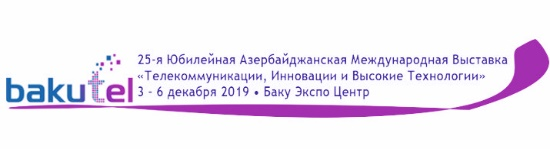 bakutel
25-я Юбилейная Азербайджанская Международная Выставка
«Телекоммуникации, Инновации и Высокие Технологии»
3 - 6 декабря 2019 • Баку Экспо Центр